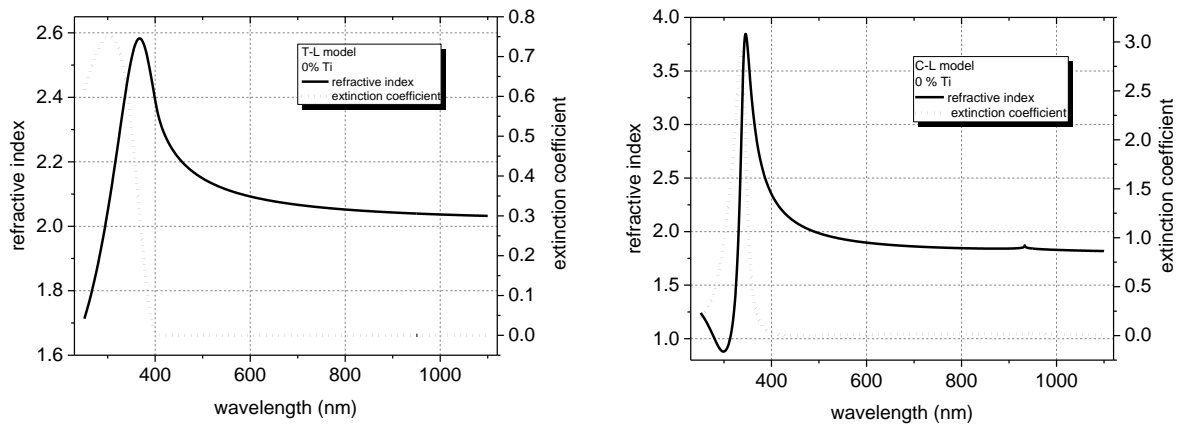 2.6
2.4
2.2
2.0
1.8
1.6
refractive index
T-L model
0% Ti
refractive index
extinction coefficient
0.8
0.7
0.6
0.5
0.4
0.3
0.2
0.1
0.0
extinction coefficient
400 600 800 1000
wavelength (nm)
4.0
3.5
3.0
2.5
2.0
1.5
1.0
refractive index
C-L model
0 % Ti
refractive index
extinction coefficient
3.0
2.5
2.0
1.5
1.0
0.5
0.0
extinction coefficient
400 600 800 1000
wavelength (nm)